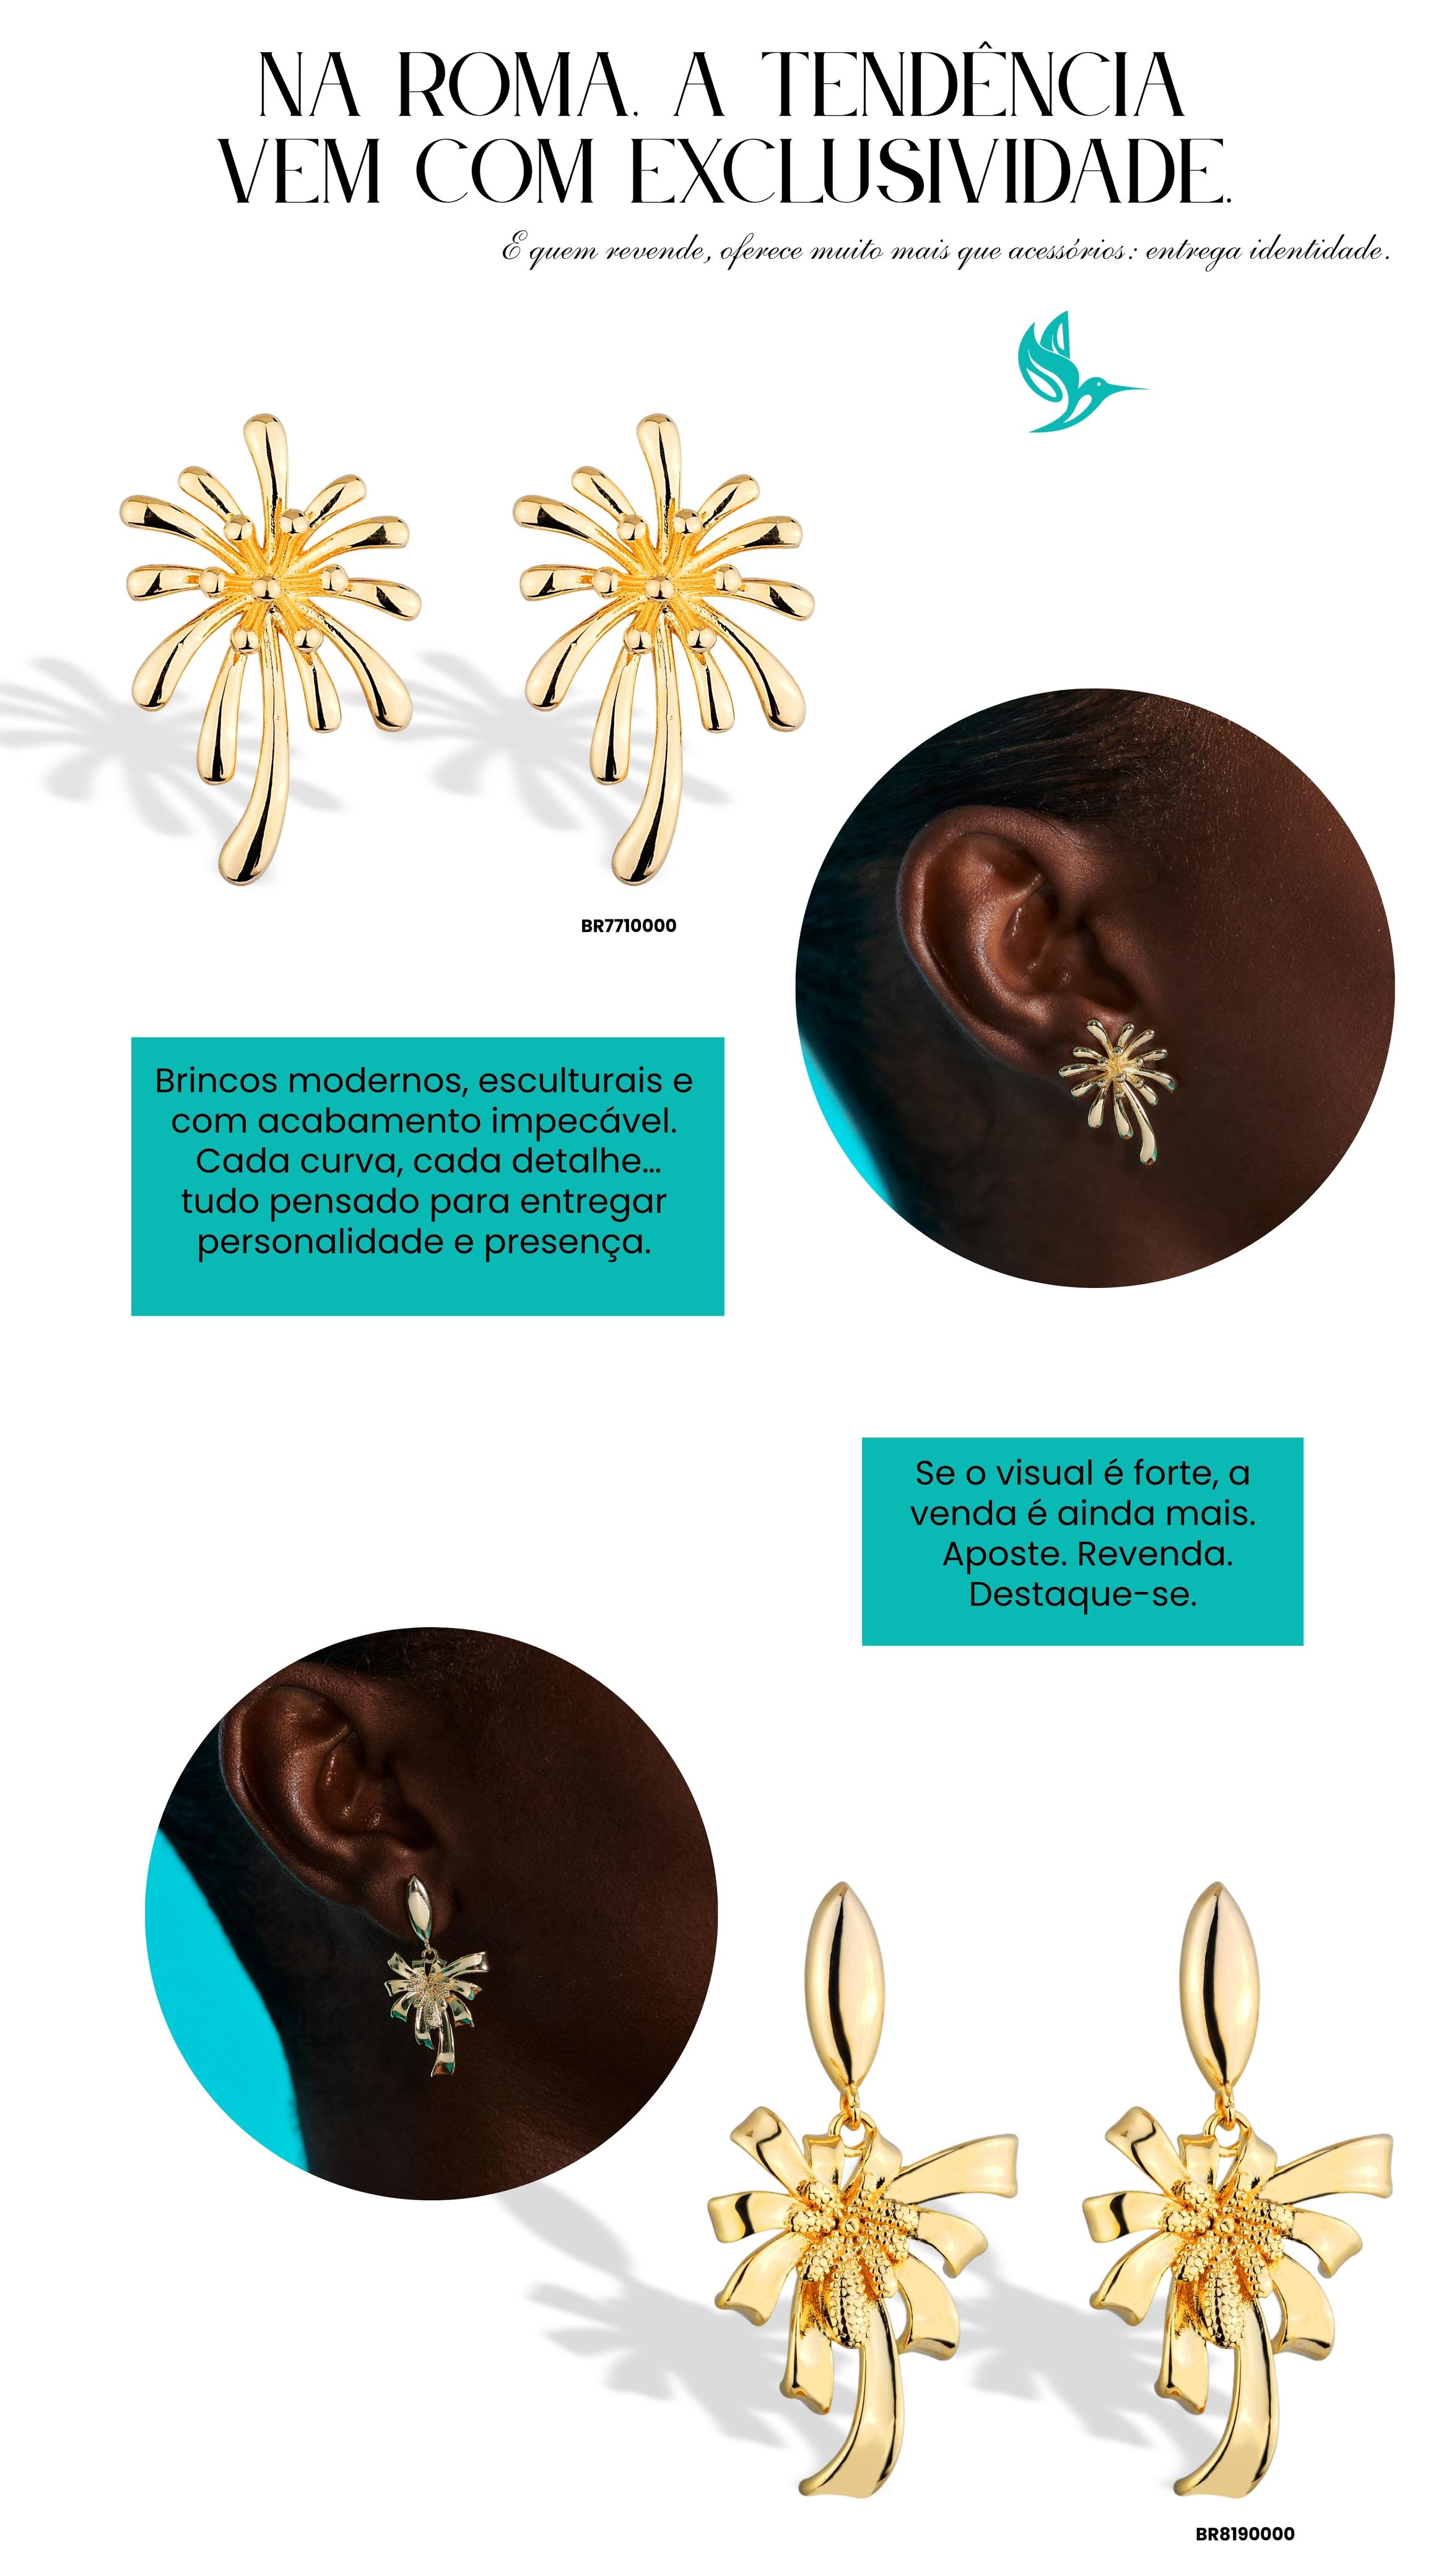 NA ROMA, A TENDÊNCIA
VEM COM EXCLUSIVIDADE.
E quem revende, oferece muito mais que acessórios: entrega identidade.
BR7710000
Brincos modernos, esculturais e
com acabamento impecável.
Cada curva, cada detalhe...
tudo pensado para entregar
personalidade e presença.
Se o visual é forte, a
venda é ainda mais.
Aposte. Revenda.
Destaque-se.
BR8190000